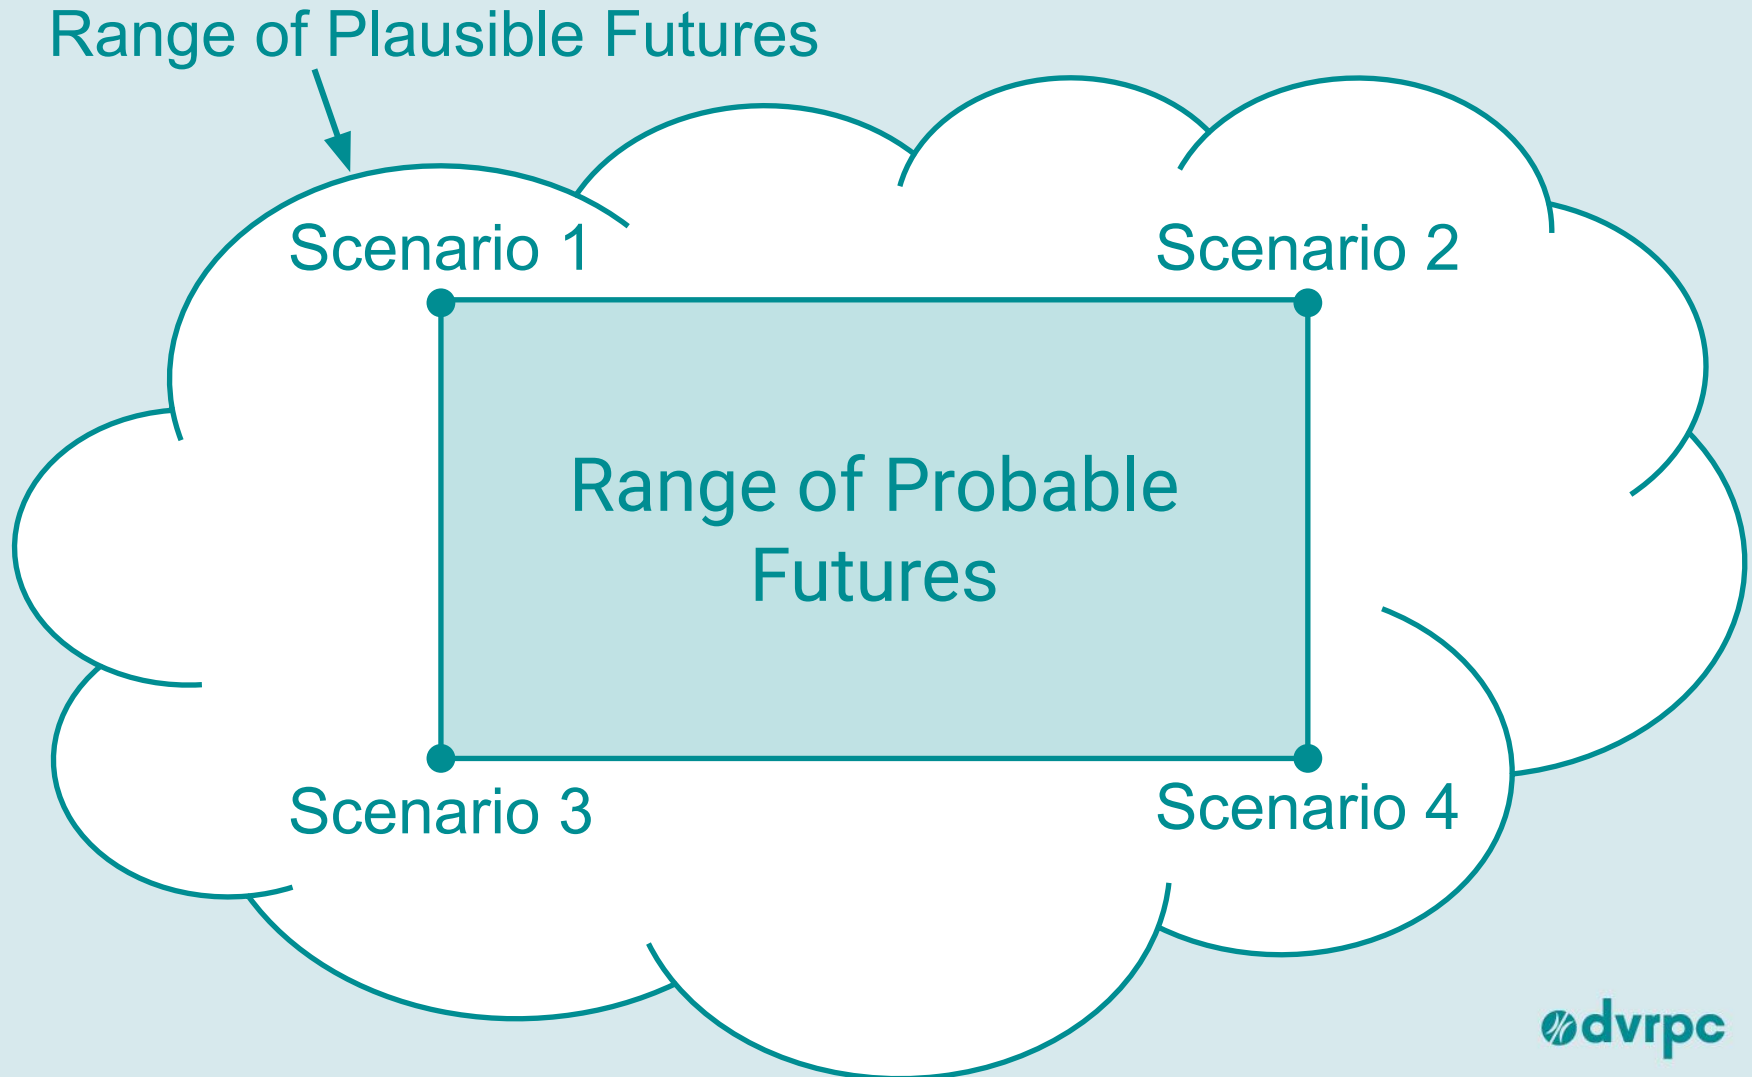 Range of Plausible Futures
Scenario 1
Scenario 2
Range of Probable
Futures
Scenario 3
Scenario 4
dvrpc